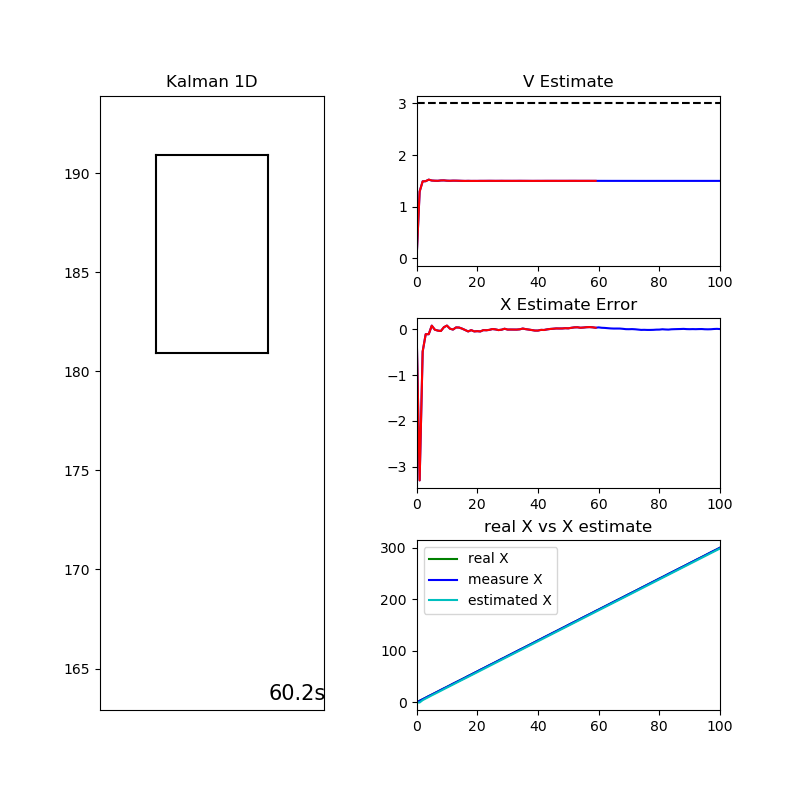 Kalman 1D
190
185
180
175
170
165
60.2s
V Estimate
3
2
1
0
0 20 40 60 80 100
X Estimate Error
0
−1
−2
−3
0 20 40 60 80 100
real X vs X estimate
300
200
100
0
real X
measure X
estimated X
0 20 40 60 80 100